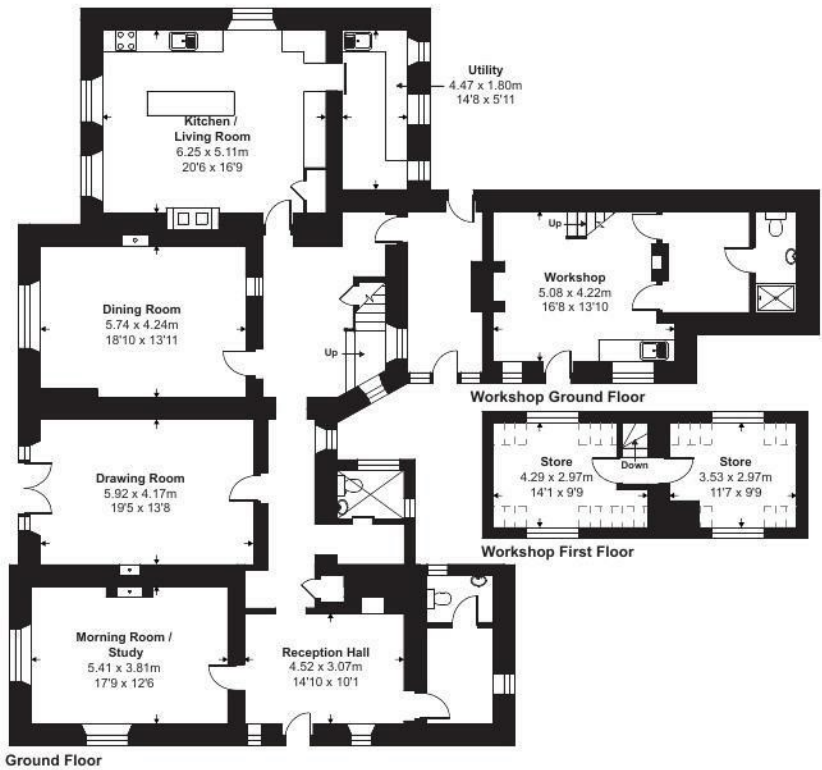 Utility
4.47 x 1.80m
14'8 x 5'11
Kitchen /
Living Room
6.25 x 5.11m
20'6 x 16'9
Up
Workshop
5.08 x 4.22m
16'8 x 13'10
Dining Room
5.74 x 4.24m
18'10 x 13'11
Up
Workshop Ground Floor
Drawing Room
5.92 x 4.17m
19'5 x 13'8
Store
4.29 x 2.97m
14'1 x 9'9
Down
Store
3.53 x 2.97m
11'7 x 9'9
Workshop First Floor
Morning Room /
Study
5.41 x 3.81m
17'9 x 12'6
Reception Hall
4.52 x 3.07m
14'10 x 10'1
Ground Floor